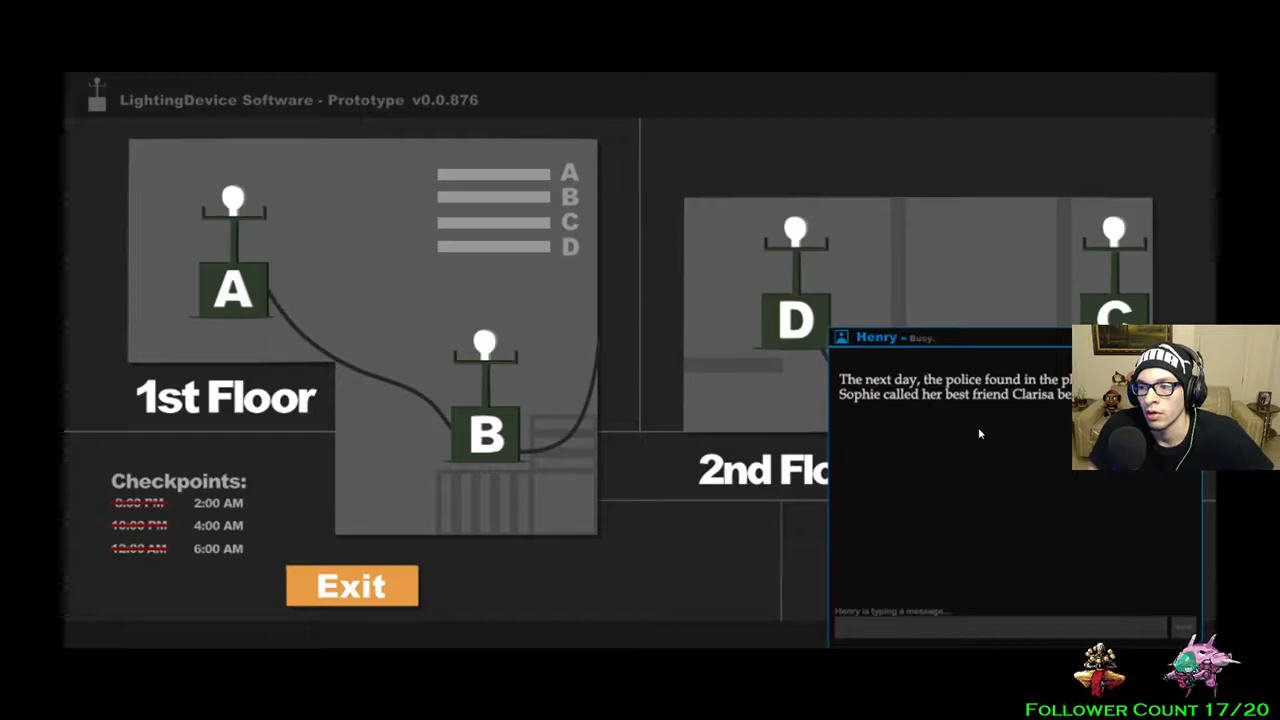 LightingDevice Software - Prototype v0.0.876
A
B
C
D
A
B
1st Floor
D
C
2nd Flo
Checkpoints:
8:00 PM 2:00 AM
10:00 PM 4:00 AM
12:00 AM 6:00 AM
Exit
Henry - Busy.
The next day, the police found in the
Sophie called her best friend Clarisa
Henry is typing a message...
Send
FOLLOWER COUNT 17/20